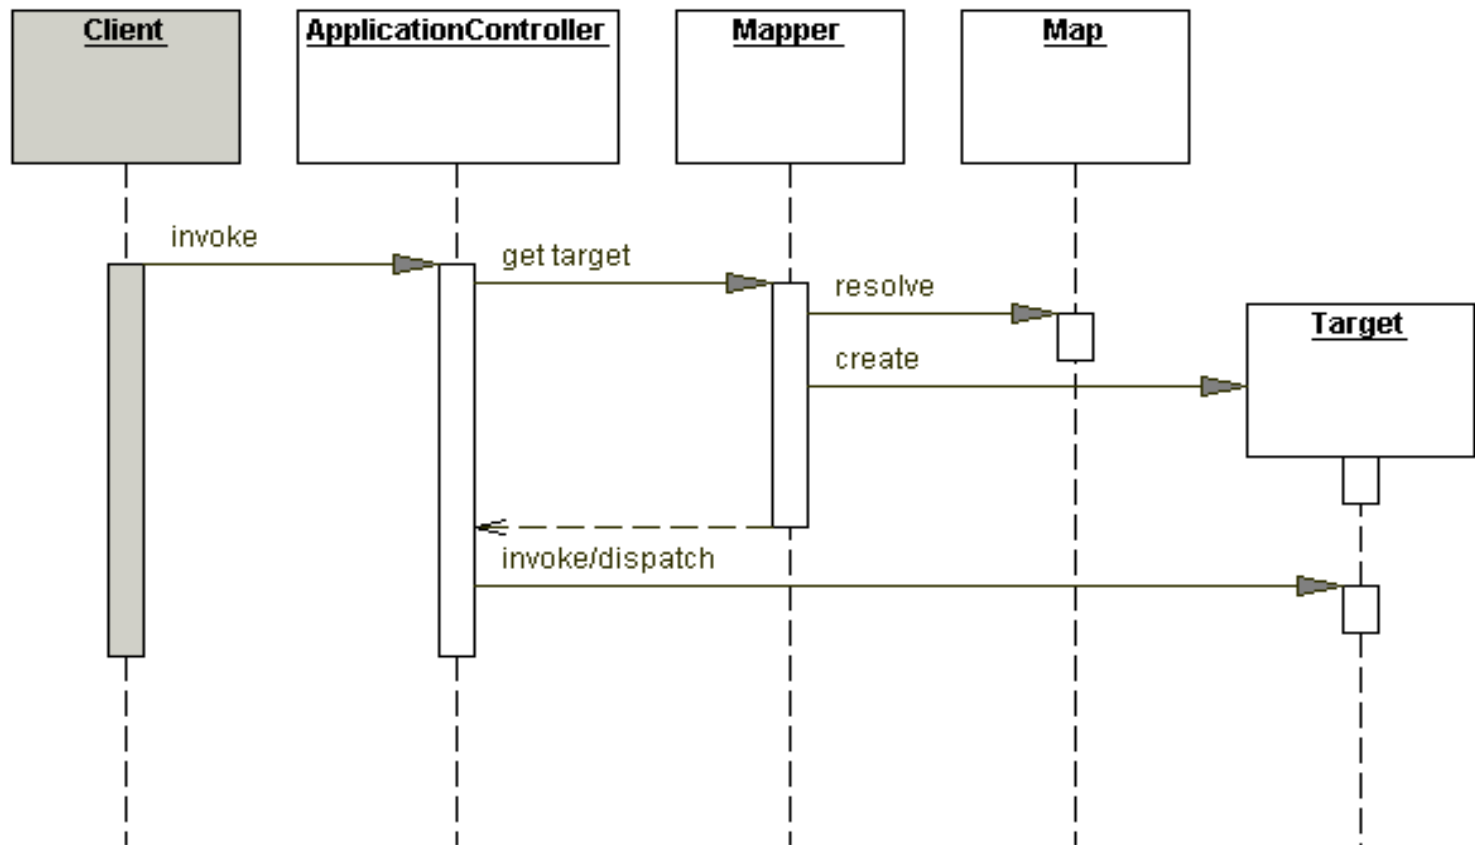 Client
ApplicationController
Mapper
Map
invoke
get target
resolve
Target
create
invoke/dispatch